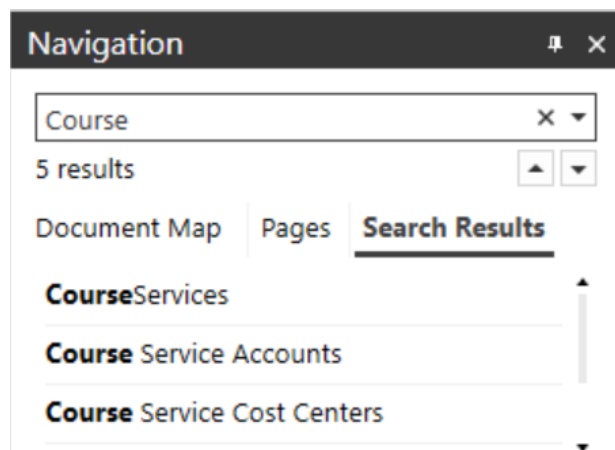 Navigation
Course
5 results
Document Map Pages Search Results
CourseServices
Course Service Accounts
Course Service Cost Centers